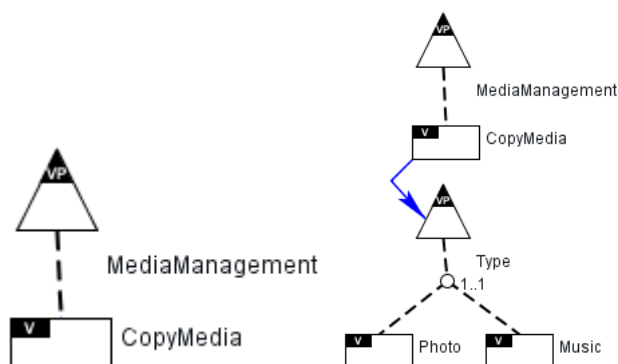 VP
MediaManagement
V
CopyMedia
VP
MediaManagement
V
CopyMedia
VP
Type
1..1
V
Photo
V
Music